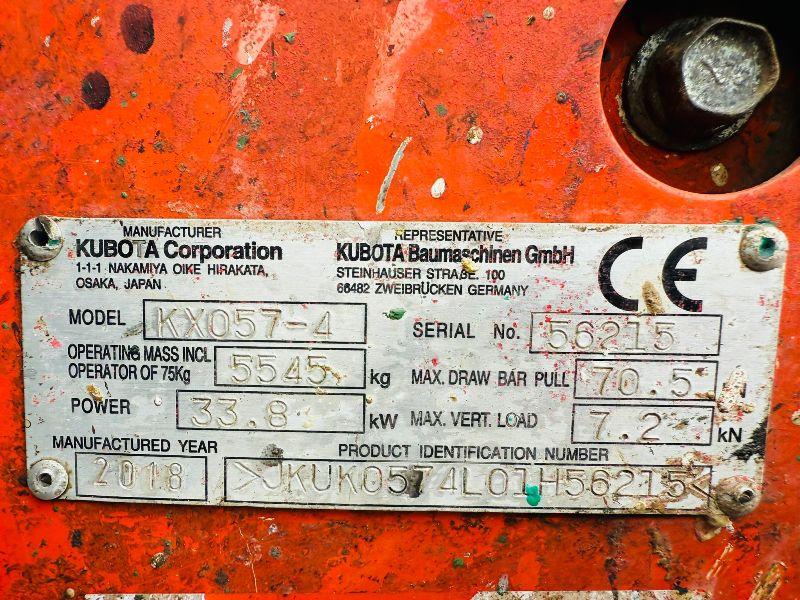 MANUFACTURER
KUBOTA Corporation
1-1-1 NAKAMIYA OIKE HIRAKATA,
OSAKA, JAPAN
REPRESENTATIVE
KUBOTA Baumaschinen GmbH
STEINHAUSER STRAßE 100
66482 ZWEIBRÜCKEN GERMANY
CE
MODEL KX057-4
SERIAL No. 56215
OPERATING MASS INCL
OPERATOR OF 75Kg 5545 kg
MAX. DRAW BAR PULL 70.5
POWER 33.8 kW
MAX. VERT. LOAD 7.2 kN
MANUFACTURED YEAR
2018
PRODUCT IDENTIFICATION NUMBER
>JKUK0574L01H56215<